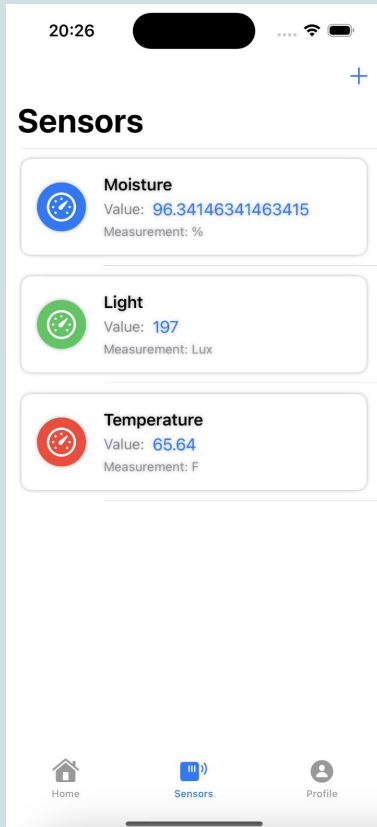 20:26
+
Sensors
Moisture
Value: 96.34146341463415
Measurement: %
Light
Value: 197
Measurement: Lux
Temperature
Value: 65.64
Measurement: F
Home
Sensors
Profile